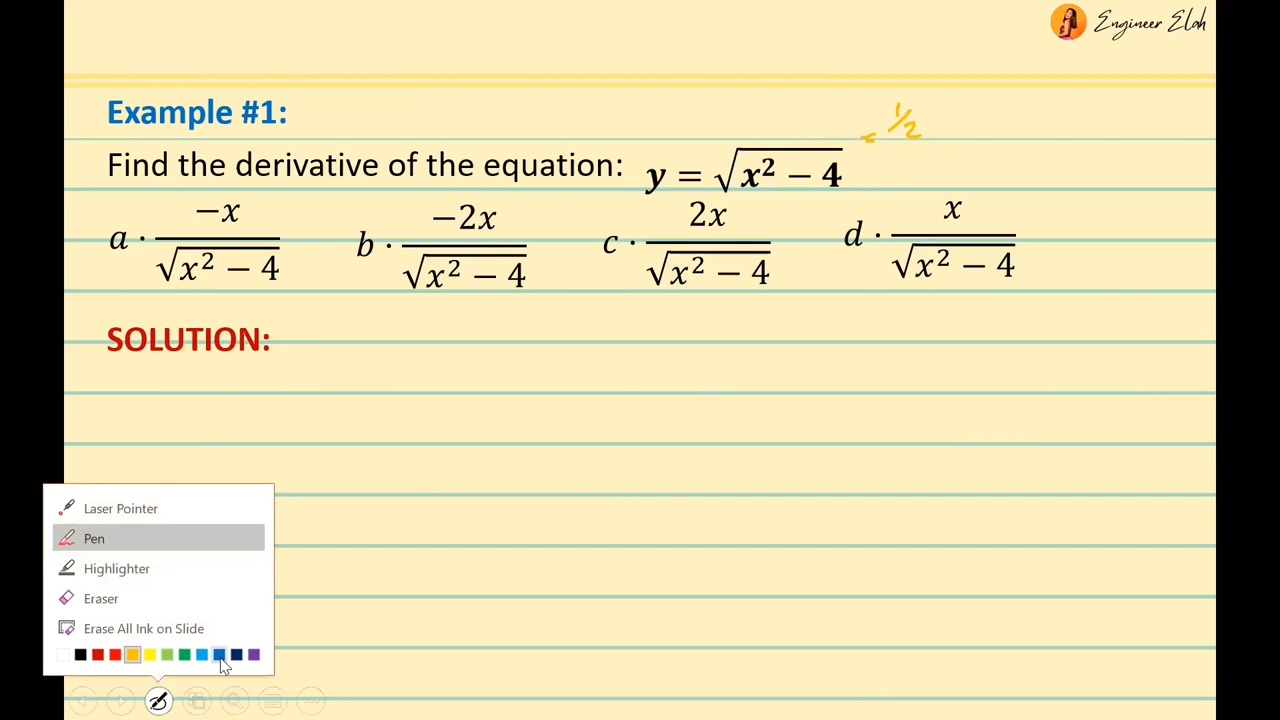 Engineer Elah
Example #1:
= 1/2
Find the derivative of the equation: y = √(x² − 4)
a · −x/√(x² − 4) b · −2x/√(x² − 4) c · 2x/√(x² − 4) d · x/√(x² − 4)
SOLUTION:
Laser Pointer
Pen
Highlighter
Eraser
Erase All Ink on Slide